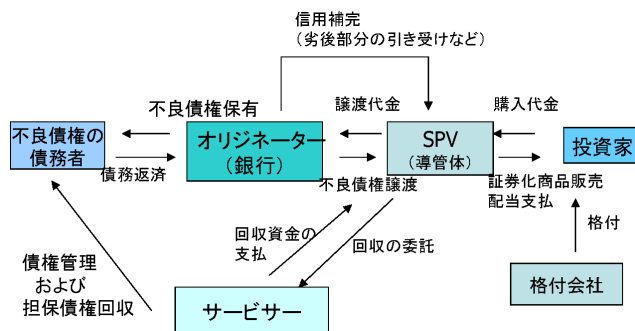 信用補完
(劣後部分の引き受けなど)
不良債権保有
譲渡代金
購入代金
不良債権の
債務者
オリジネーター
(銀行)
SPV
(導管体)
投資家
債務返済
不良債権譲渡
証券化商品販売
配当支払
回収資金の
支払
回収の委託
格付
債権管理
および
担保債権回収
サービサー
格付会社